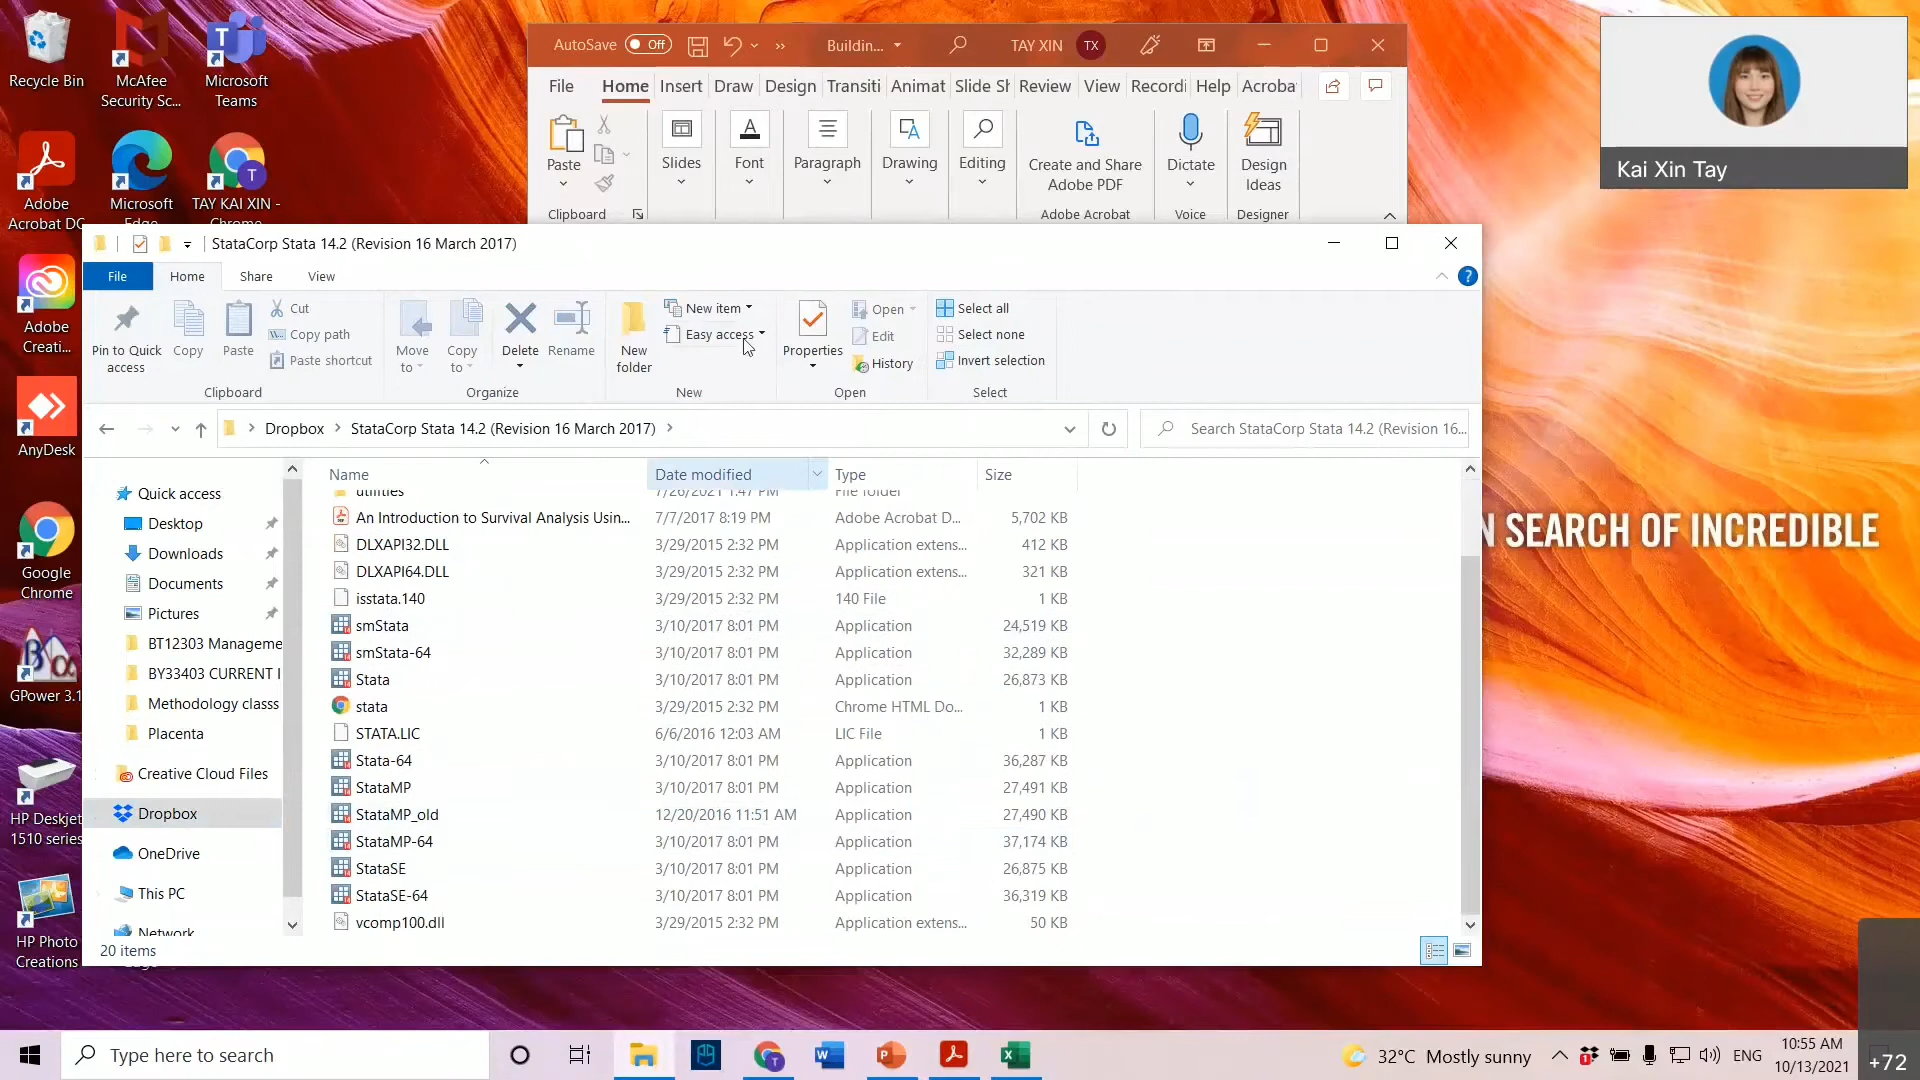 Recycle Bin
McAfee
Security Sc...
Microsoft
Teams
Adobe
Acrobat DC
Microsoft
TAY KAI XIN -
Adobe
Creati...
AnyDesk
Google
Chrome
GPower 3.1
HP Deskjet
1510 series
HP Photo
Creations
AutoSave Off
Buildin...
TAY XIN TX
File Home Insert Draw Design Transiti Animat Slide Sh Review View Recordi Help Acroba
Paste
Clipboard
Slides
Font
Paragraph
Drawing
Editing
Create and Share
Adobe PDF
Adobe Acrobat
Dictate
Voice
Design
Ideas
Designer
Kai Xin Tay
StataCorp Stata 14.2 (Revision 16 March 2017)
File Home Share View
Pin to Quick
access
Copy
Paste
Cut
Copy path
Paste shortcut
Clipboard
Move
to
Copy
to
Delete
Rename
Organize
New
folder
New item
Easy access
New
Properties
Open
Edit
History
Open
Select all
Select none
Invert selection
Select
Dropbox > StataCorp Stata 14.2 (Revision 16 March 2017) >
Search StataCorp Stata 14.2 (Revision 16...
Quick access
Desktop
Downloads
Documents
Pictures
BT12303 Manageme
BY33403 CURRENT I
Methodology classs
Placenta
Creative Cloud Files
Dropbox
OneDrive
This PC
Network
Name Date modified Type Size
utilities 7/26/2021 1:47 PM File folder
An Introduction to Survival Analysis Usin... 7/7/2017 8:19 PM Adobe Acrobat D... 5,702 KB
DLXAPI32.DLL 3/29/2015 2:32 PM Application extens... 412 KB
DLXAPI64.DLL 3/29/2015 2:32 PM Application extens... 321 KB
isstata.140 3/29/2015 2:32 PM 140 File 1 KB
smStata 3/10/2017 8:01 PM Application 24,519 KB
smStata-64 3/10/2017 8:01 PM Application 32,289 KB
Stata 3/10/2017 8:01 PM Application 26,873 KB
stata 3/29/2015 2:32 PM Chrome HTML Do... 1 KB
STATA.LIC 6/6/2016 12:03 AM LIC File 1 KB
Stata-64 3/10/2017 8:01 PM Application 36,287 KB
StataMP 3/10/2017 8:01 PM Application 27,491 KB
StataMP_old 12/20/2016 11:51 AM Application 27,490 KB
StataMP-64 3/10/2017 8:01 PM Application 37,174 KB
StataSE 3/10/2017 8:01 PM Application 26,875 KB
StataSE-64 3/10/2017 8:01 PM Application 36,319 KB
vcomp100.dll 3/29/2015 2:32 PM Application extens... 50 KB
20 items
N SEARCH OF INCREDIBLE
Type here to search
32°C Mostly sunny
ENG
10:55 AM
10/13/2021
+72